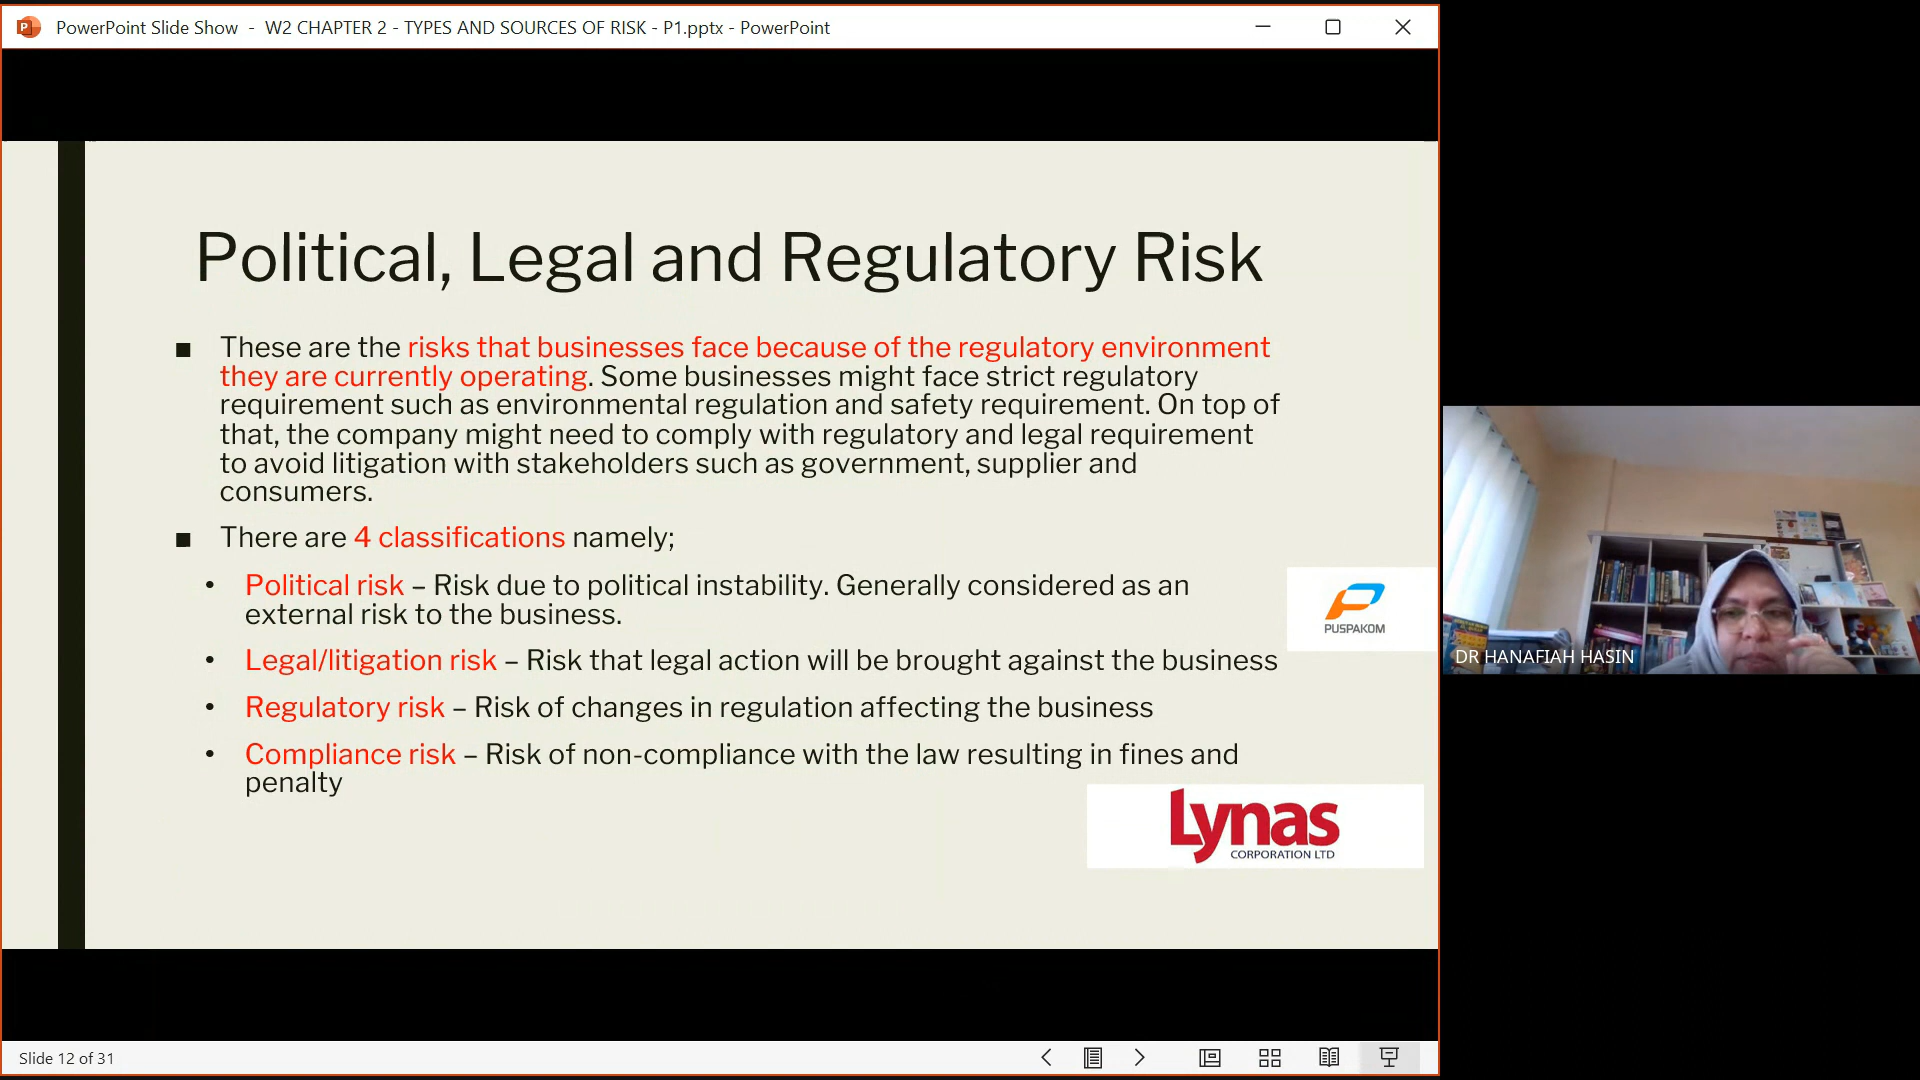 PowerPoint Slide Show - W2 CHAPTER 2 - TYPES AND SOURCES OF RISK - P1.pptx - PowerPoint
Political, Legal and Regulatory Risk
■ These are the risks that businesses face because of the regulatory environment
they are currently operating. Some businesses might face strict regulatory
requirement such as environmental regulation and safety requirement. On top of
that, the company might need to comply with regulatory and legal requirement
to avoid litigation with stakeholders such as government, supplier and
consumers.
■ There are 4 classifications namely;
• Political risk – Risk due to political instability. Generally considered as an
external risk to the business.
• Legal/litigation risk – Risk that legal action will be brought against the business
• Regulatory risk – Risk of changes in regulation affecting the business
• Compliance risk – Risk of non-compliance with the law resulting in fines and
penalty
PUSPAKOM
Lynas
CORPORATION LTD
DR HANAFIAH HASIN
Slide 12 of 31